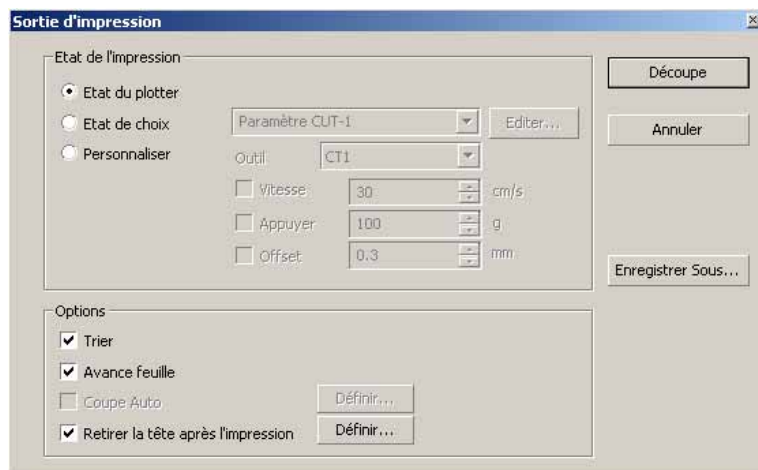 Sortie d'impression
Etat de l'impression
Etat du plotter
Etat de choix
Paramètre CUT-1
Editer...
Personnaliser
Outil
CT1
Vitesse
30
cm/s
Appuyer
100
g
Offset
0.3
mm
Découpe
Annuler
Enregistrer Sous...
Options
Trier
Avance feuille
Coupe Auto
Définir...
Retirer la tête après l'impression
Définir...